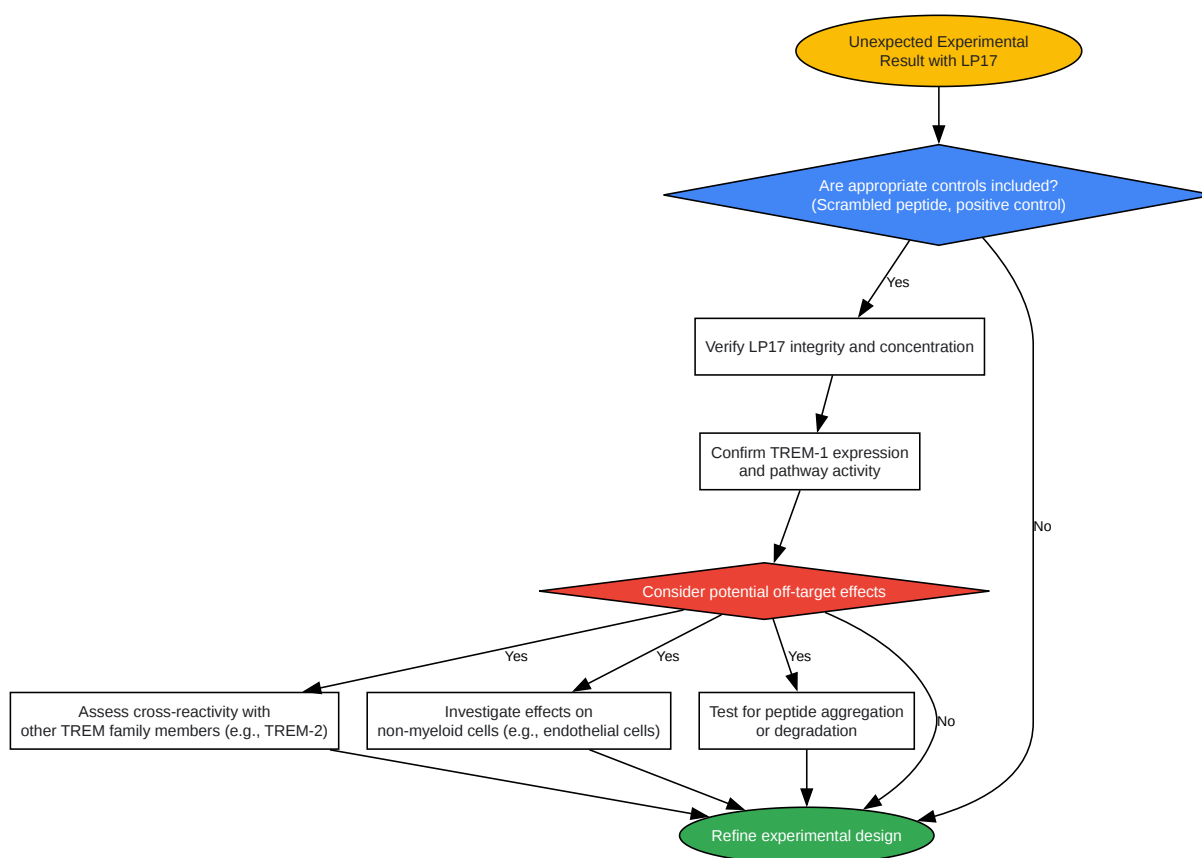 Unexpected Experimental
Result with LP17
Are appropriate controls included?
(Scrambled peptide, positive control)
Yes
Verify LP17 integrity and concentration
Confirm TREM-1 expression
and pathway activity
No
Consider potential off-target effects
Yes
Yes
Yes
No
Assess cross-reactivity with
other TREM family members (e.g., TREM-2)
Investigate effects on
non-myeloid cells (e.g., endothelial cells)
Test for peptide aggregation
or degradation
Refine experimental design